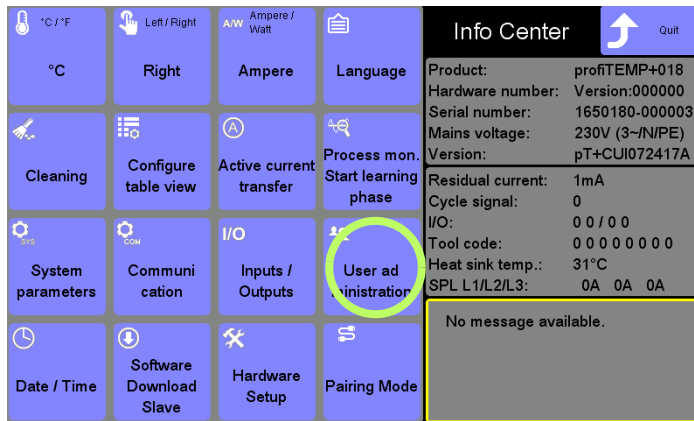 °C / °F
°C
Left / Right
Right
A/W Ampere / Watt
Ampere
Language
Cleaning
Configure
table view
A
Active current
transfer
Process mon.
Start learning
phase
SYS
System
parameters
COM
Communi
cation
I/O
Inputs /
Outputs
User ad
ministration
Date / Time
Software
Download
Slave
Hardware
Setup
Pairing Mode
Info Center
Quit
Product: profiTEMP+018
Hardware number: Version:000000
Serial number: 1650180-000003
Mains voltage: 230V (3~/N/PE)
Version: pT+CUI072417A
Residual current: 1mA
Cycle signal: 0
I/O: 0 0 / 0 0
Tool code: 0 0 0 0 0 0 0 0
Heat sink temp.: 31°C
SPL L1/L2/L3: 0A 0A 0A
No message available.